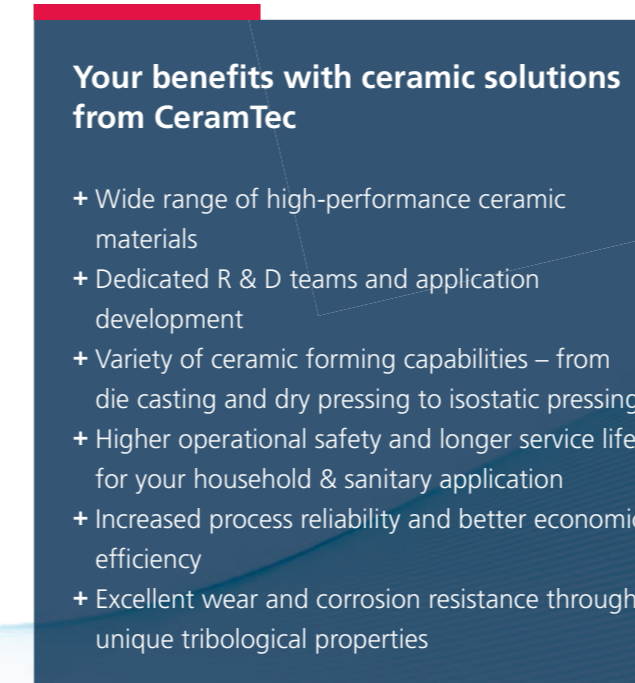 Your benefits with ceramic solutions
from CeramTec
+ Wide range of high-performance ceramic
materials
+ Dedicated R & D teams and application
development
+ Variety of ceramic forming capabilities – from
die casting and dry pressing to isostatic pressing
+ Higher operational safety and longer service life
for your household & sanitary application
+ Increased process reliability and better economic
efficiency
+ Excellent wear and corrosion resistance through
unique tribological properties